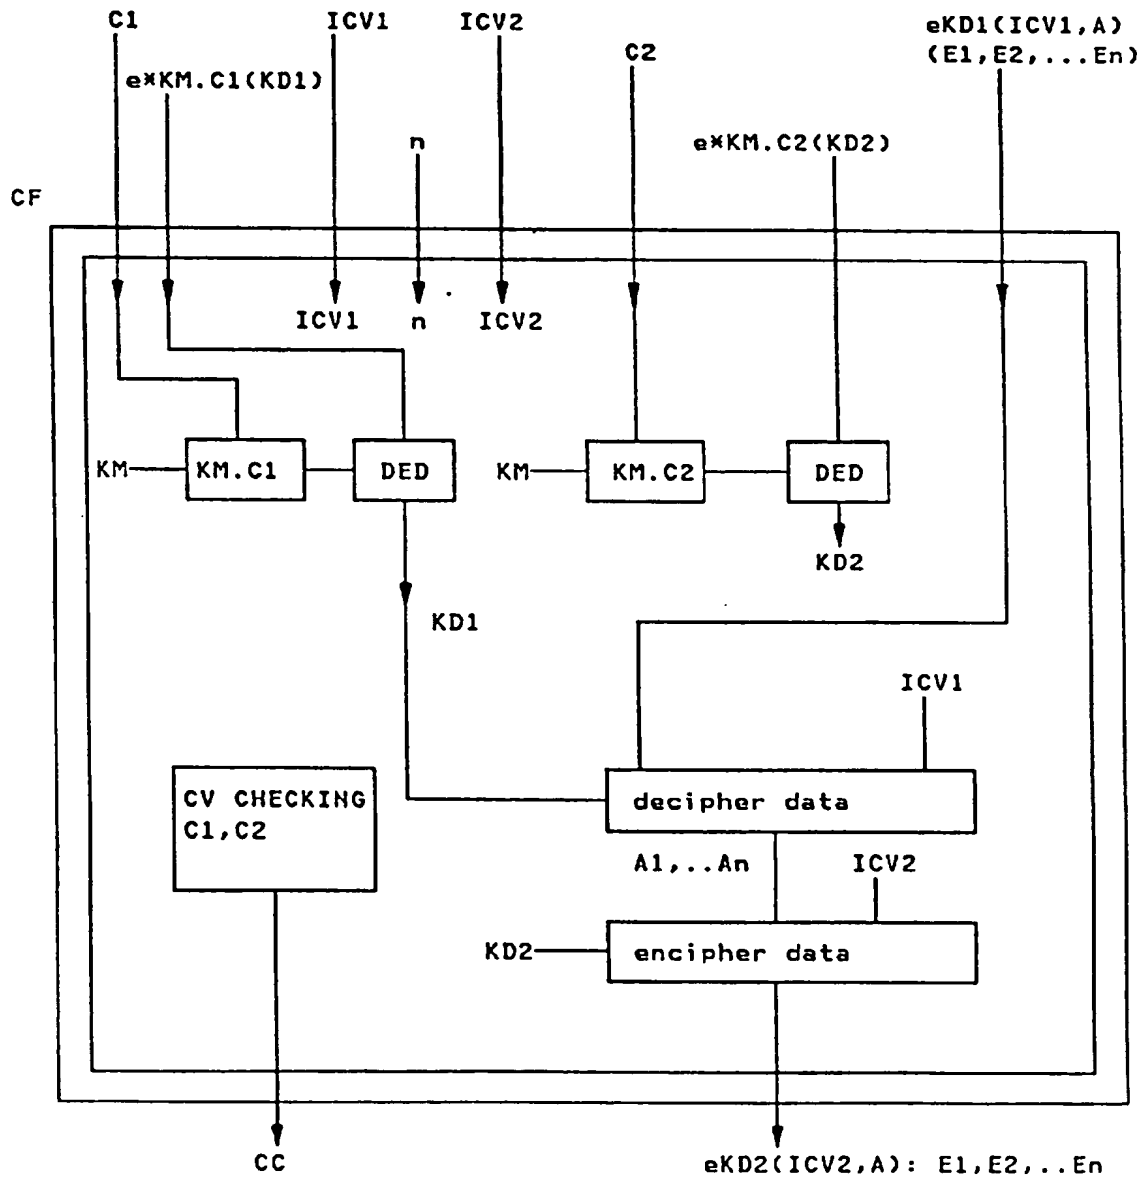 C1
ICV1
ICV2
eKD1(ICV1,A)
(E1,E2,...En)
C2
e*KM.C1(KD1)
n
e*KM.C2(KD2)
CF
ICV1
n
ICV2
KM
KM.C1
DED
KM
KM.C2
DED
KD2
KD1
ICV1
CV CHECKING
C1,C2
decipher data
A1,..An
ICV2
KD2
encipher data
CC
eKD2(ICV2,A): E1,E2,..En